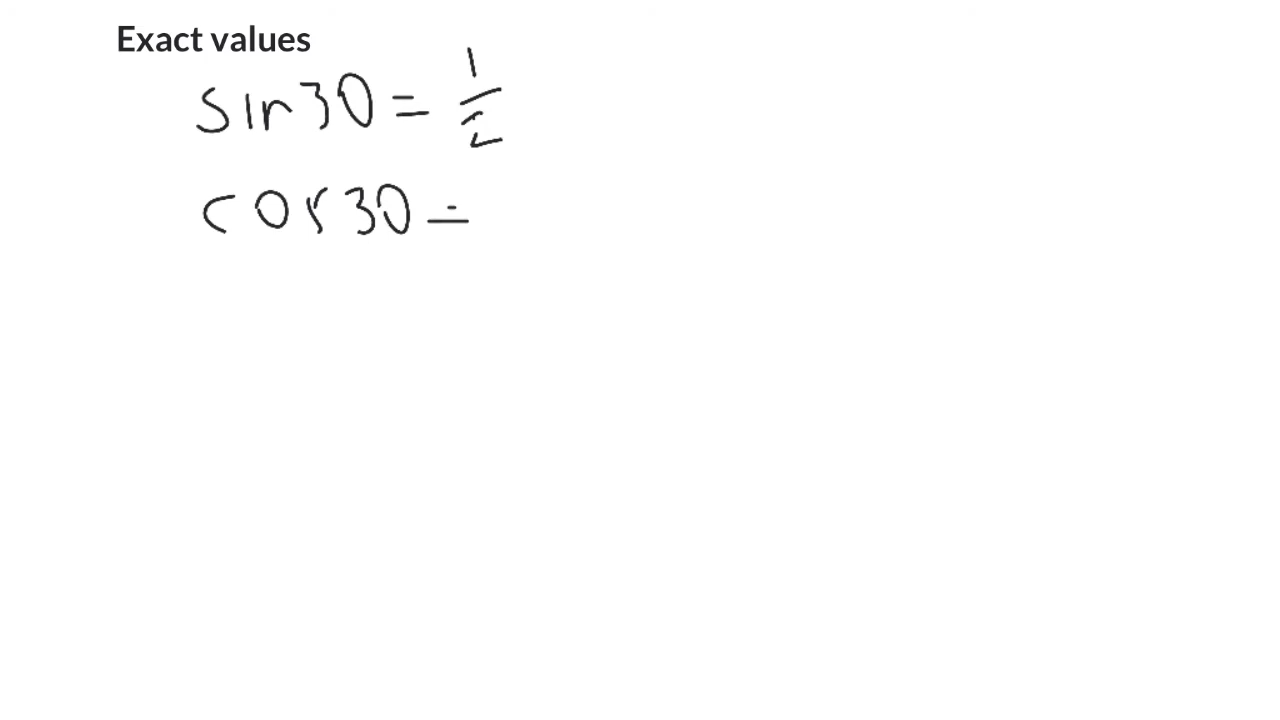 Exact values
sin30 = 1/2
cos30 =